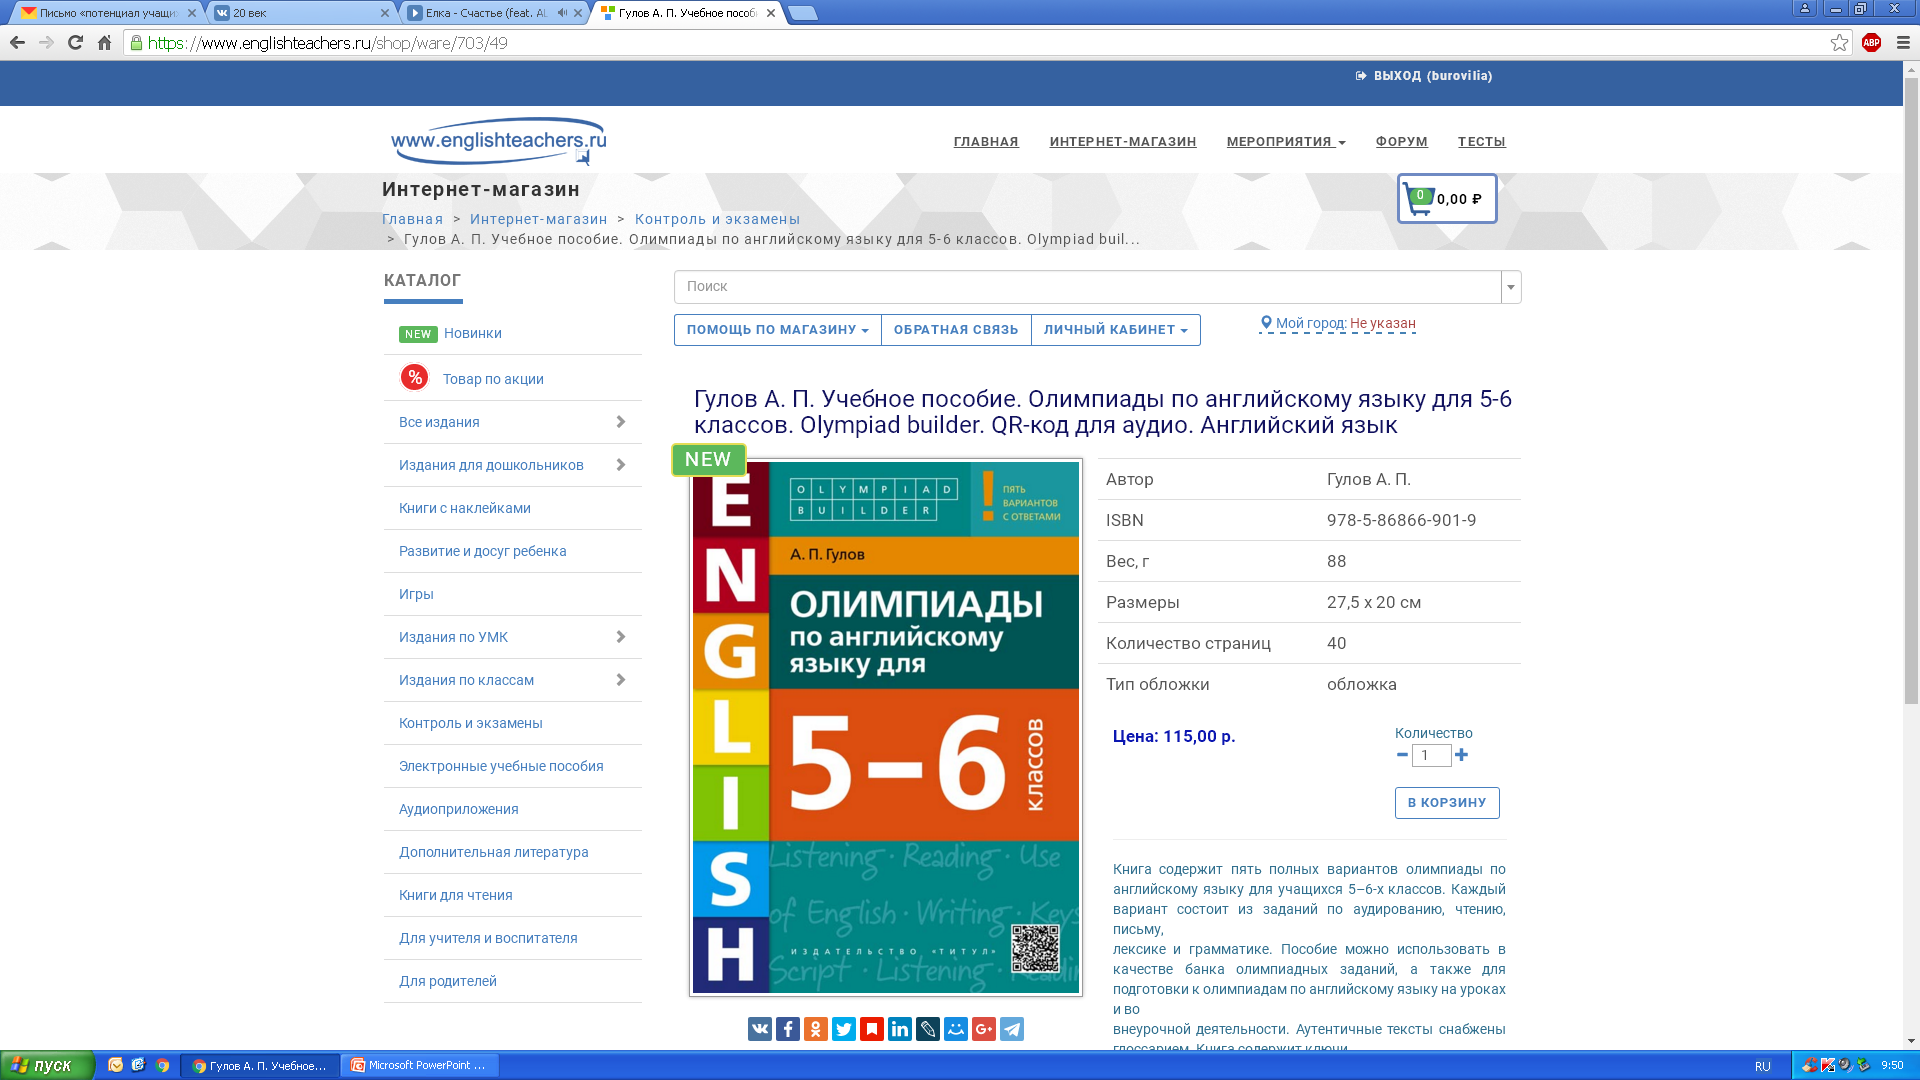 Письмо «потенциал учащи
20 век
Елка - Счастье (feat. AL
Гулов А. П. Учебное пособ
https://www.englishteachers.ru/shop/ware/703/49
ABP
ВЫХОД (burovilia)
www.englishteachers.ru
ГЛАВНАЯ
ИНТЕРНЕТ-МАГАЗИН
МЕРОПРИЯТИЯ
ФОРУМ
ТЕСТЫ
Интернет-магазин
0
0,00 ₽
Главная > Интернет-магазин > Контроль и экзамены
> Гулов А. П. Учебное пособие. Олимпиады по английскому языку для 5-6 классов. Olympiad buil...
КАТАЛОГ
NEW Новинки
% Товар по акции
Все издания
Издания для дошкольников
Книги с наклейками
Развитие и досуг ребенка
Игры
Издания по УМК
Издания по классам
Контроль и экзамены
Электронные учебные пособия
Аудиоприложения
Дополнительная литература
Книги для чтения
Для учителя и воспитателя
Для родителей
Поиск
ПОМОЩЬ ПО МАГАЗИНУ
ОБРАТНАЯ СВЯЗЬ
ЛИЧНЫЙ КАБИНЕТ
Мой город: Не указан
Гулов А. П. Учебное пособие. Олимпиады по английскому языку для 5-6
классов. Olympiad builder. QR-код для аудио. Английский язык
NEW
ENGLISH
OLYMPIAD
BUILDER
! ПЯТЬ
ВАРИАНТОВ
С ОТВЕТАМИ
А. П. Гулов
ОЛИМПИАДЫ
по английскому
языку для
5–6
классов
Listening · Reading · Use
of English · Writing · Keys
ИЗДАТЕЛЬСТВО «ТИТУЛ»
Script · Listening · Readin
Автор Гулов А. П.
ISBN 978-5-86866-901-9
Вес, г 88
Размеры 27,5 x 20 см
Количество страниц 40
Тип обложки обложка
Цена: 115,00 р.
Количество
1
В КОРЗИНУ
Книга содержит пять полных вариантов олимпиады по
английскому языку для учащихся 5–6-х классов. Каждый
вариант состоит из заданий по аудированию, чтению,
письму,
лексике и грамматике. Пособие можно использовать в
качестве банка олимпиадных заданий, а также для
подготовки к олимпиадам по английскому языку на уроках
и во
внеурочной деятельности. Аутентичные тексты снабжены
глоссарием. Книга содержит ключи
пуск
Гулов А. П. Учебное...
Microsoft PowerPoint ...
RU
9:50